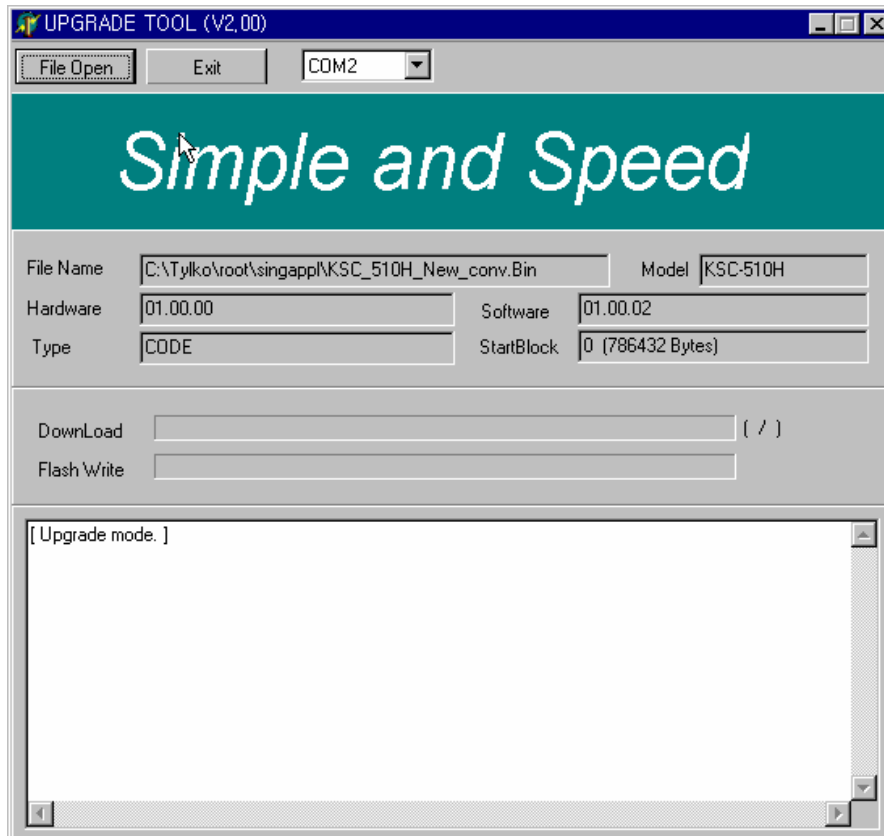 UPGRADE TOOL (V2,00)
File Open Exit COM2
Simple and Speed
File Name C:\Tylko\root\singappl\KSC_510H_New_conv.Bin Model KSC-510H
Hardware 01.00.00 Software 01.00.02
Type CODE StartBlock 0 (786432 Bytes)
DownLoad ( / )
Flash Write
[ Upgrade mode. ]